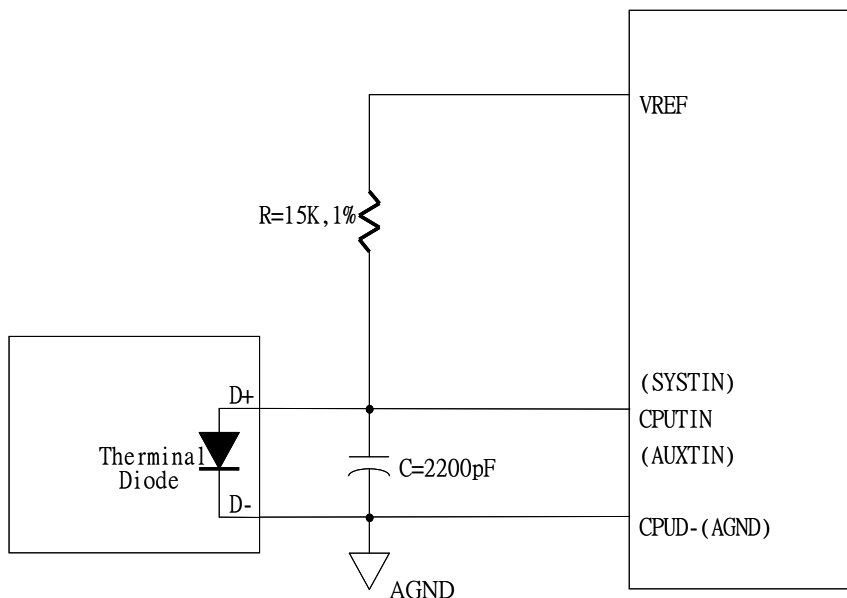 VREF
R=15K,1%
(SYSTIN)
D+
CPUTIN
Therminal
Diode
(AUXTIN)
C=2200pF
D-
CPUD-(AGND)
AGND